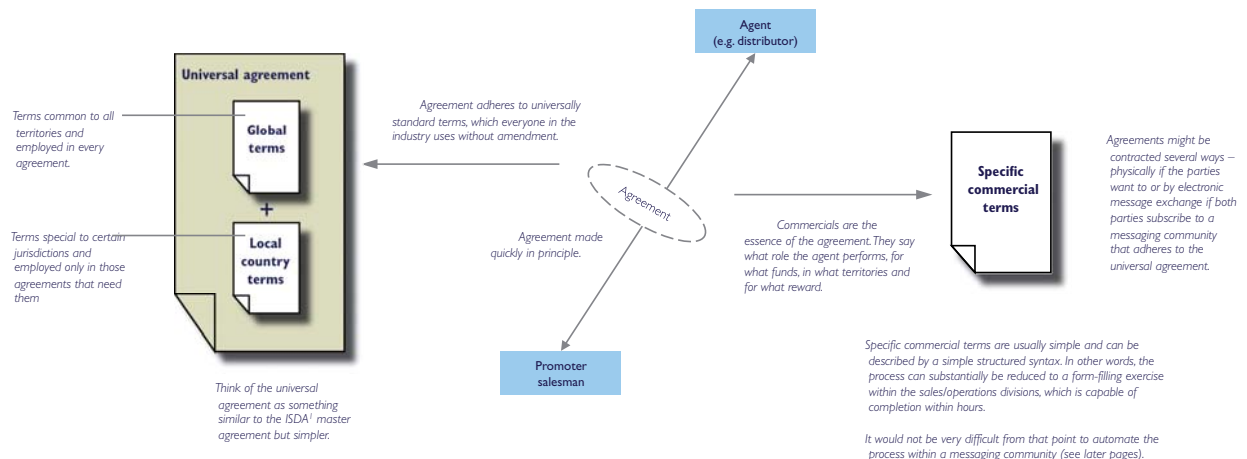 Agent
(e.g. distributor)
Universal agreement
Terms common to all
territories and
employed in every
agreement.
Global
terms
+
Terms special to certain
jurisdictions and
employed only in those
agreements that need
them
Local
country
terms
Think of the universal
agreement as something
similar to the ISDA¹ master
agreement but simpler.
Agreement adheres to universally
standard terms, which everyone in the
industry uses without amendment.
Agreement
Agreement made
quickly in principle.
Promoter
salesman
Commercials are the
essence of the agreement. They say
what role the agent performs, for
what funds, in what territories and
for what reward.
Specific
commercial
terms
Agreements might be
contracted several ways –
physically if the parties
want to or by electronic
message exchange if both
parties subscribe to a
messaging community
that adheres to the
universal agreement.
Specific commercial terms are usually simple and can be
described by a simple structured syntax. In other words, the
process can substantially be reduced to a form-filling exercise
within the sales/operations divisions, which is capable of
completion within hours.
It would not be very difficult from that point to automate the
process within a messaging community (see later pages).